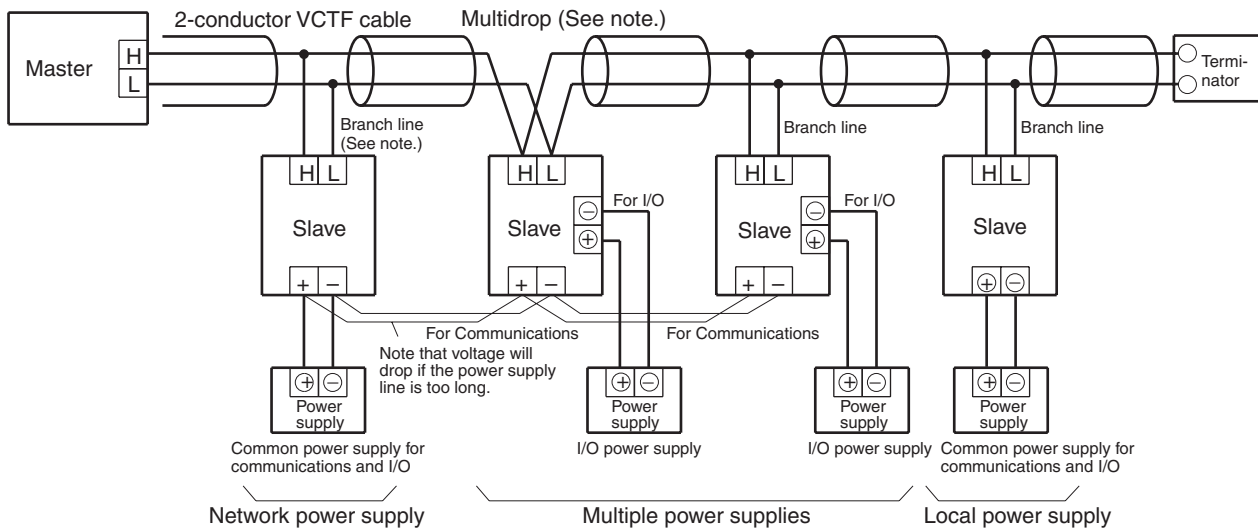 2-conductor VCTF cable
Multidrop (See note.)
Master
H
L
Termi-
nator
Branch line
(See note.)
Branch line
Branch line
H L
Slave
+ −
H L
Slave
− 
+
For I/O
+ −
H L
Slave
−
+
For I/O
+ −
H L
Slave
+ −
For Communications
For Communications
Note that voltage will
drop if the power supply
line is too long.
+ −
Power
supply
+ −
Power
supply
+ −
Power
supply
+ −
Power
supply
Common power supply for
communications and I/O
I/O power supply
I/O power supply
Common power supply for
communications and I/O
Network power supply
Multiple power supplies
Local power supply